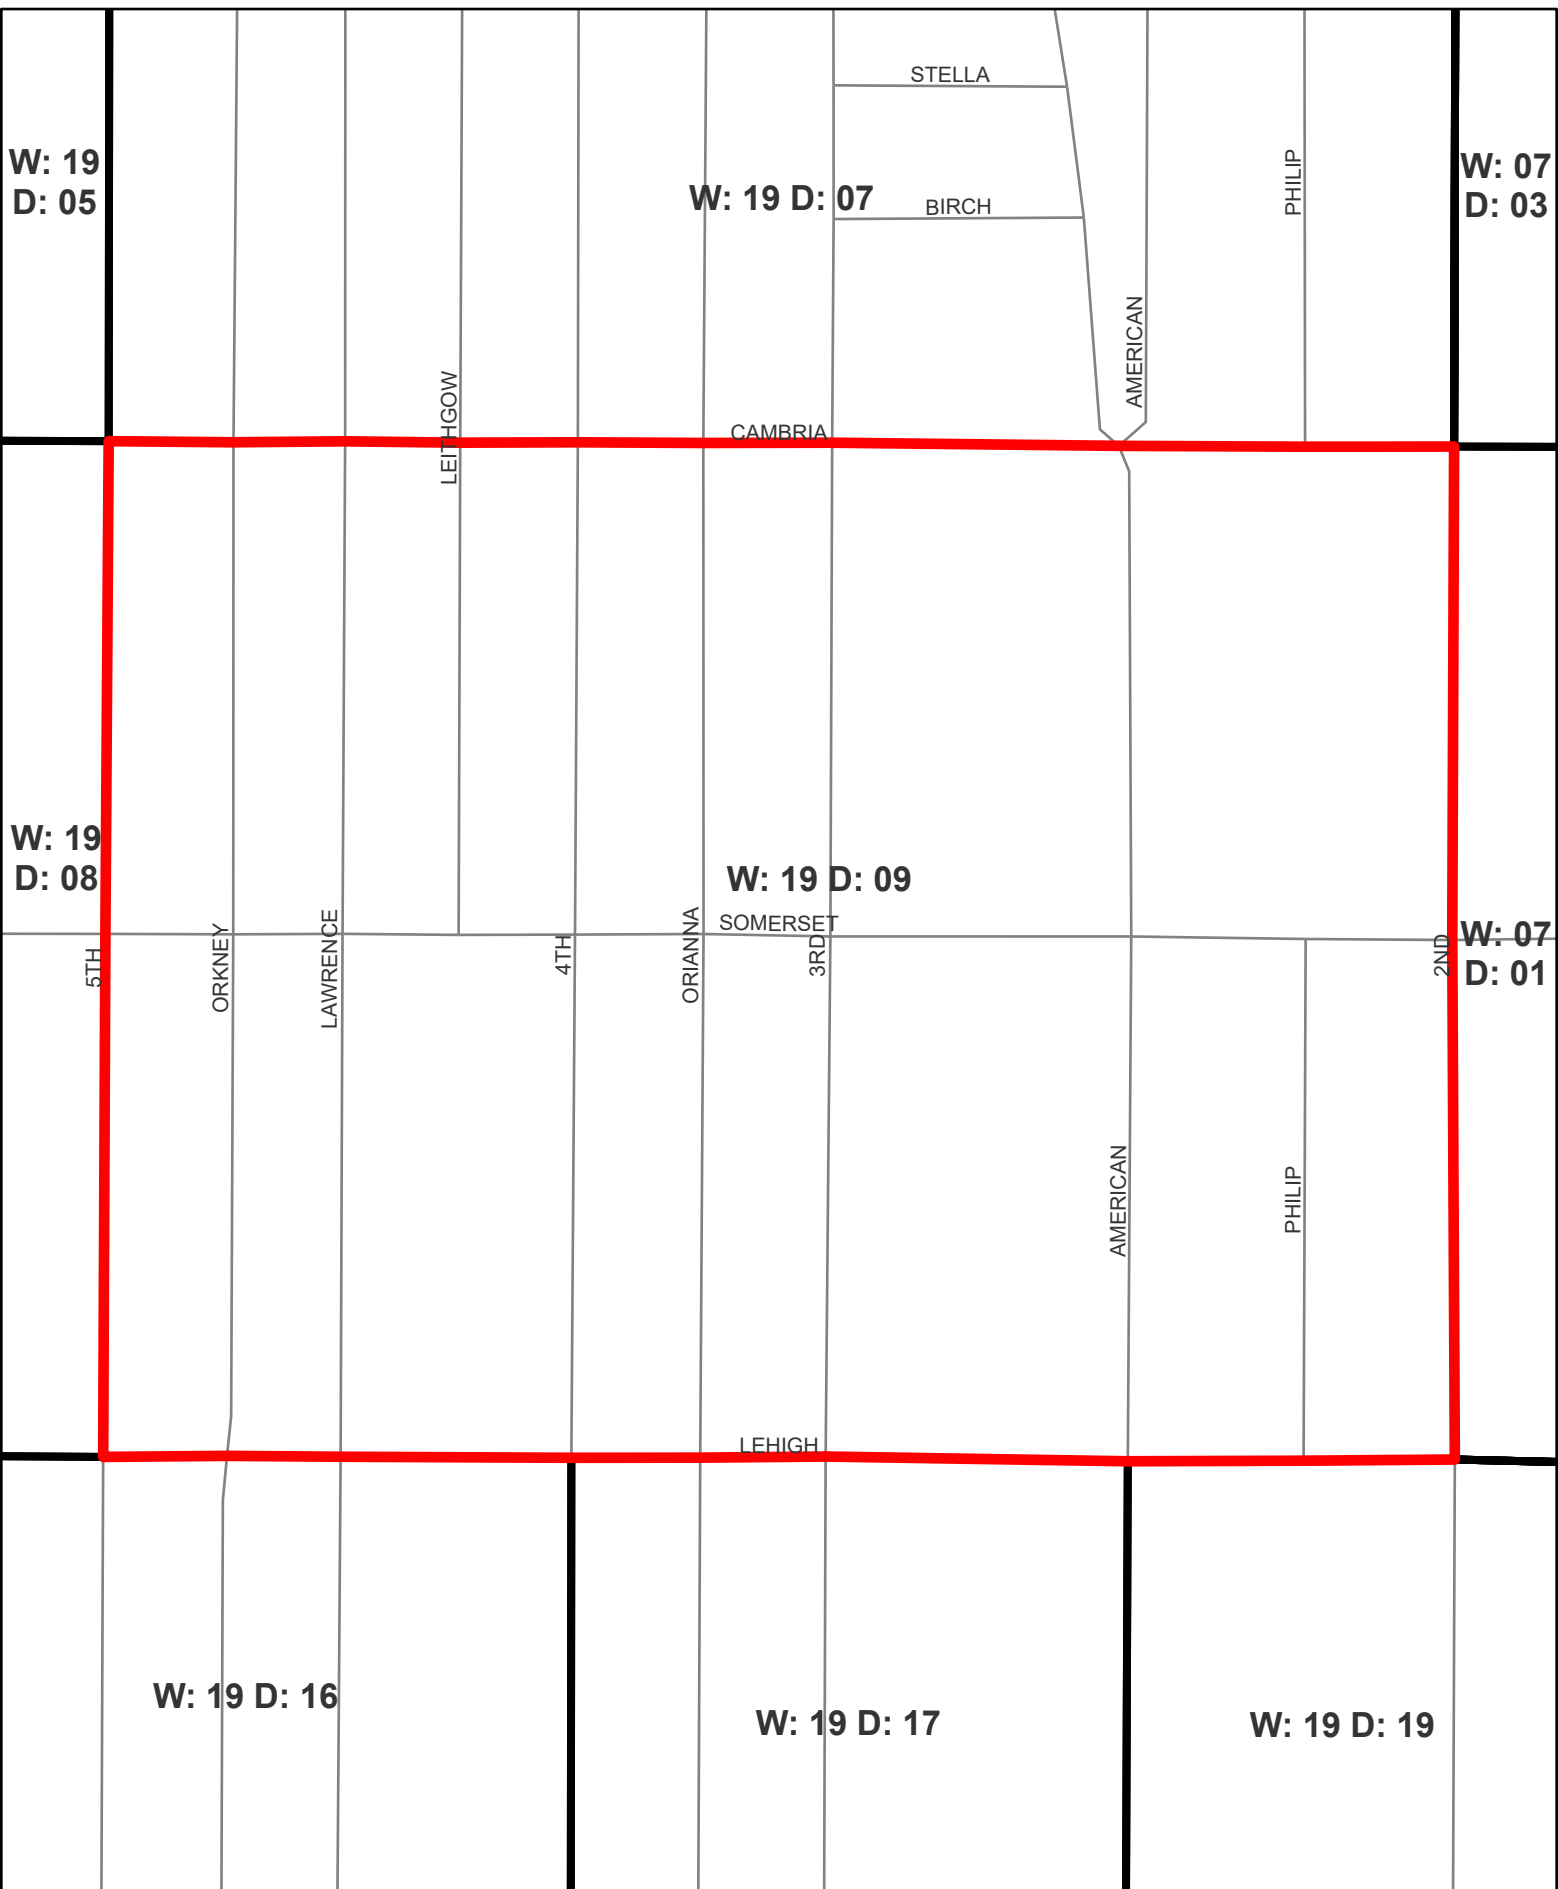 STELLA
W: 19
D: 05
W: 19 D: 07
BIRCH
PHILIP
W: 07
D: 03
AMERICAN
LEITHGOW
CAMBRIA
W: 19
D: 08
W: 19 D: 09
SOMERSET
5TH
ORKNEY
LAWRENCE
4TH
ORIANNA
3RD
2ND
W: 07
D: 01
AMERICAN
PHILIP
LEHIGH
W: 19 D: 16
W: 19 D: 17
W: 19 D: 19